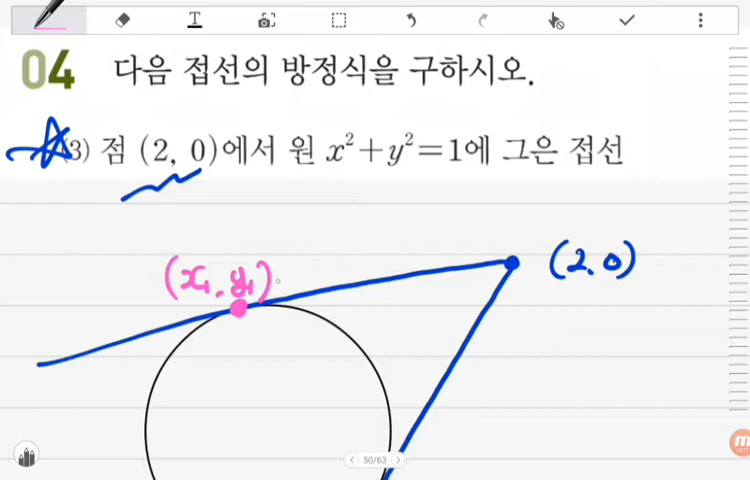 T
04 다음 접선의 방정식을 구하시오.
(3) 점 (2, 0)에서 원 x²+y²=1에 그은 접선
(x₁, y₁)
(2, 0)
50/63